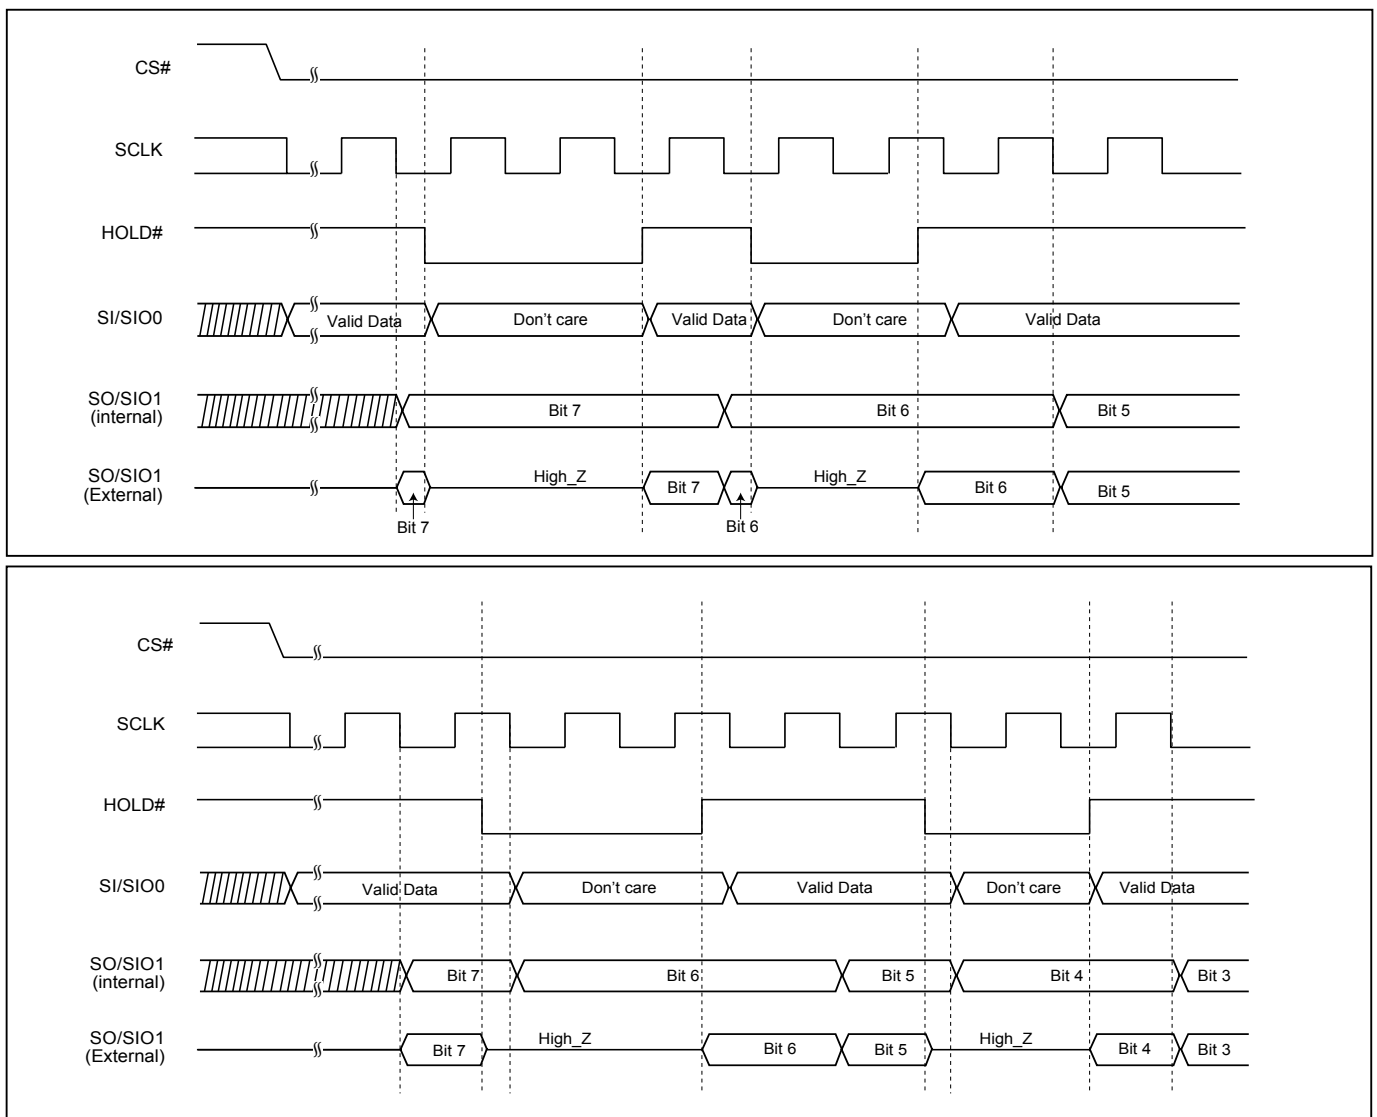 CS#
SCLK
HOLD#
SI/SIO0
Valid Data
Don't care
Valid Data
Don't care
Valid Data
SO/SIO1
(internal)
Bit 7
Bit 6
Bit 5
SO/SIO1
(External)
High_Z
Bit 7
High_Z
Bit 6
Bit 5
Bit 7
Bit 6
CS#
SCLK
HOLD#
SI/SIO0
Valid Data
Don't care
Valid Data
Don't care
Valid Data
SO/SIO1
(internal)
Bit 7
Bit 6
Bit 5
Bit 4
Bit 3
SO/SIO1
(External)
Bit 7
High_Z
Bit 6
Bit 5
High_Z
Bit 4
Bit 3